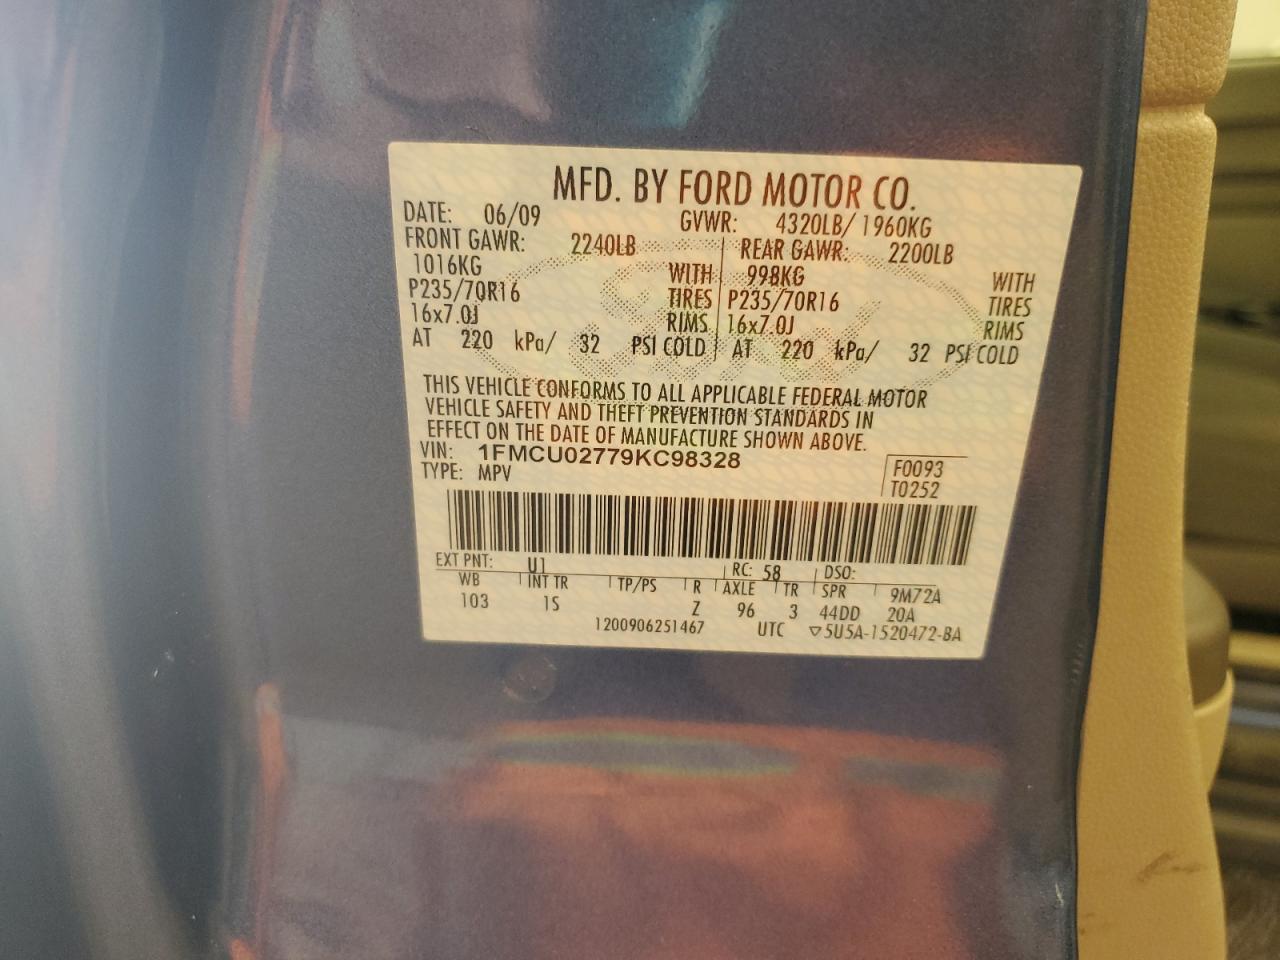 MFD. BY FORD MOTOR CO.
DATE: 06/09 GVWR: 4320LB/ 1960KG
FRONT GAWR: 2240LB REAR GAWR: 2200LB
1016KG WITH 998KG WITH
P235/70R16 TIRES P235/70R16 TIRES
16x7.0J RIMS 16x7.0J RIMS
AT 220 kPa/ 32 PSI COLD AT 220 kPa/ 32 PSI COLD
THIS VEHICLE CONFORMS TO ALL APPLICABLE FEDERAL MOTOR
VEHICLE SAFETY AND THEFT PREVENTION STANDARDS IN
EFFECT ON THE DATE OF MANUFACTURE SHOWN ABOVE.
VIN: 1FMCU02779KC98328 F0093
TYPE: MPV T0252
EXT PNT: U1 RC: 58 DSO:
WB INT TR TP/PS R AXLE TR SPR 9M72A
103 1S Z 96 3 44DD 20A
1200906251467 UTC ▽5U5A-1520472-BA